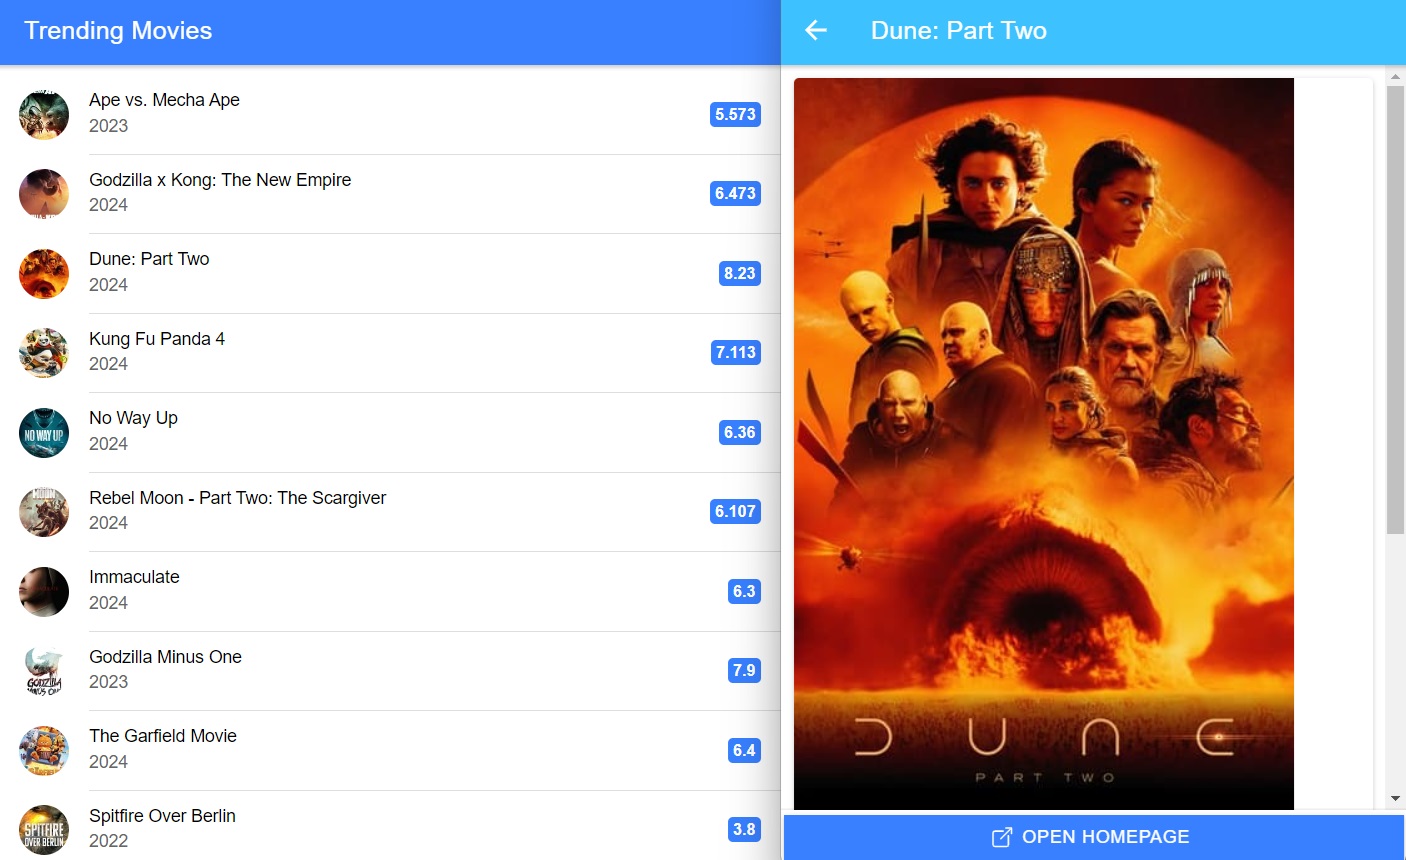 Trending Movies
Ape vs. Mecha Ape
2023
5.573
Godzilla x Kong: The New Empire
2024
6.473
Dune: Part Two
2024
8.23
Kung Fu Panda 4
2024
7.113
NO WAY UP
No Way Up
2024
6.36
Rebel Moon - Part Two: The Scargiver
2024
6.107
Immaculate
2024
6.3
GODZILLA
MINUS ONE
Godzilla Minus One
2023
7.9
The Garfield Movie
2024
6.4
SPITFIRE
OVER BERLIN
Spitfire Over Berlin
2022
3.8
Dune: Part Two
DUNE
PART TWO
OPEN HOMEPAGE